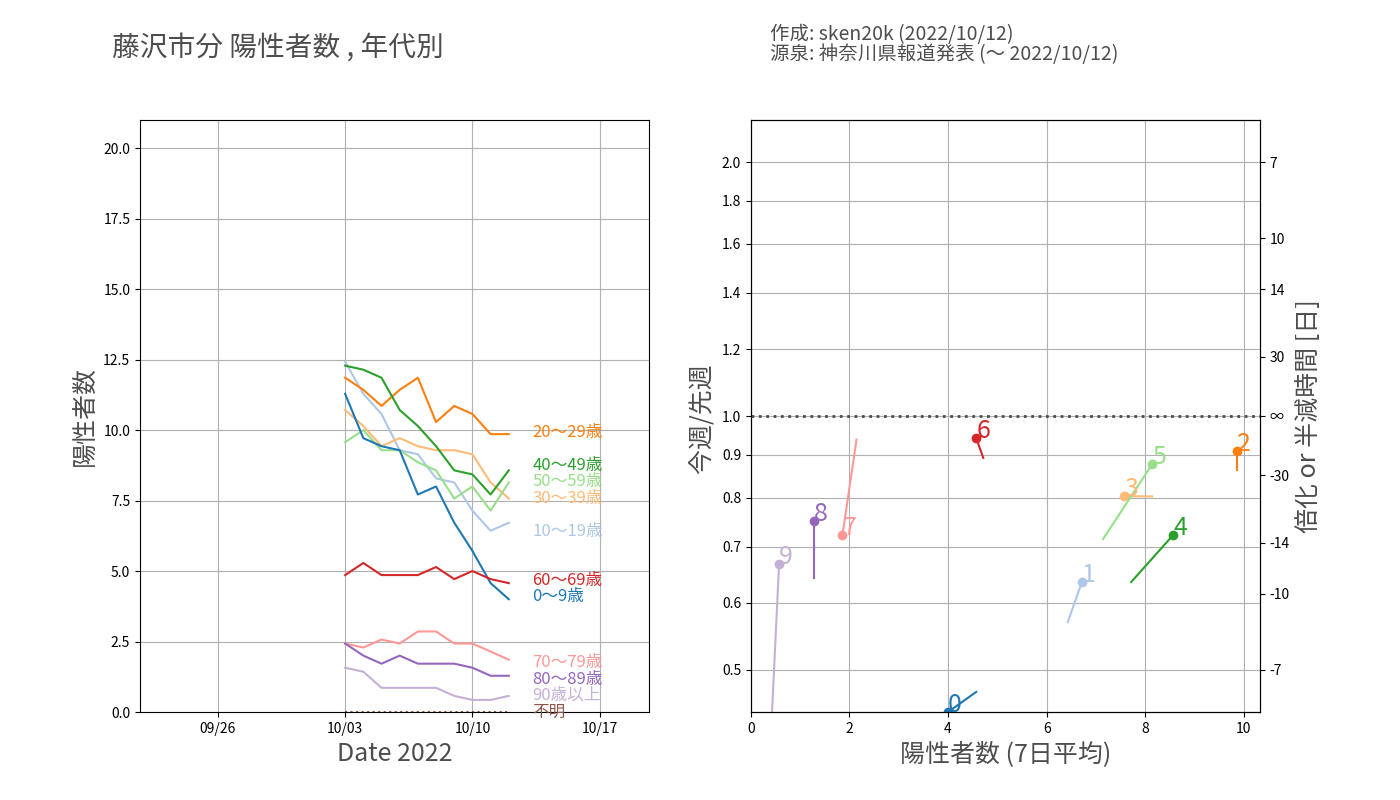 藤沢市分 陽性者数 , 年代別
作成: sken20k (2022/10/12)
源泉: 神奈川県報道発表 (〜 2022/10/12)
陽性者数
20.0
17.5
15.0
12.5
10.0
7.5
5.0
2.5
0.0
20〜29歳
40〜49歳
50〜59歳
30〜39歳
10〜19歳
60〜69歳
0〜9歳
70〜79歳
80〜89歳
90歳以上
不明
09/26 10/03 10/10 10/17
Date 2022
今週/先週
2.0
1.8
1.6
1.4
1.2
1.0
0.9
0.8
0.7
0.6
0.5
6
2
5
3
8
7
4
9
1
0
7
10
14
30
∞
-30
-14
-10
-7
倍化 or 半減時間 [日]
0 2 4 6 8 10
陽性者数 (7日平均)